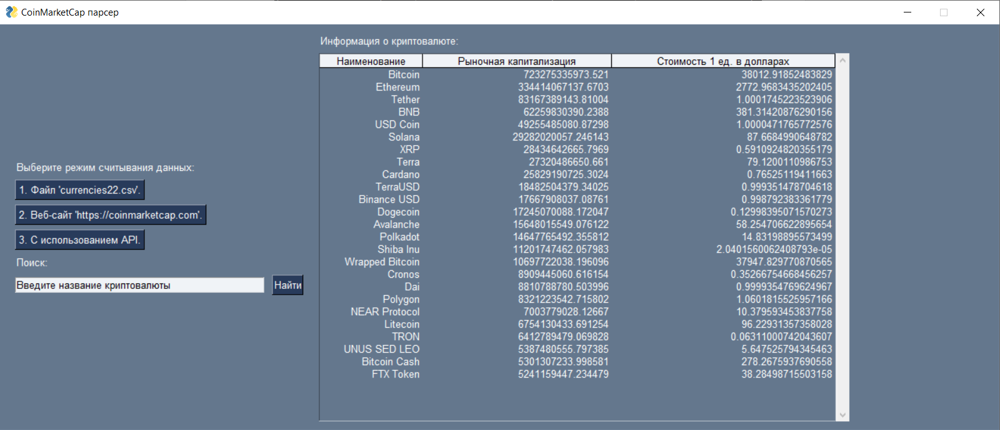 CoinMarketCap парсер
Выберите режим считывания данных:
1. Файл 'currencies22.csv'.
2. Веб-сайт 'https://coinmarketcap.com'.
3. С использованием API.
Поиск:
Введите название криптовалюты Найти
Информация о криптовалюте:
Наименование Рыночная капитализация Стоимость 1 ед. в долларах
Bitcoin 723275335973.521 38012.91852483829
Ethereum 334414067137.6703 2772.9683435202405
Tether 83167389143.81004 1.0001745223523906
BNB 62259830390.2388 381.31420876290156
USD Coin 49255485080.87298 1.0000471765772576
Solana 29282020057.246143 87.6684990648782
XRP 28434642665.7969 0.5910924820355179
Terra 27320486650.661 79.1200110986753
Cardano 25829190725.3024 0.76525119411663
TerraUSD 18482504379.34025 0.999351478704618
Binance USD 17667908037.08761 0.998792383361779
Dogecoin 17245070088.172047 0.12998395071570273
Avalanche 15648015549.076122 58.254706622895654
Polkadot 14647765492.355812 14.83198895573499
Shiba Inu 11201747462.057983 2.0401560062408793e-05
Wrapped Bitcoin 10697722038.196096 37947.829770870565
Cronos 8909445060.616154 0.35266754668456257
Dai 8810788780.503996 0.9999354769624967
Polygon 8321223542.715802 1.0601815525957166
NEAR Protocol 7003779028.12667 10.379593453837758
Litecoin 6754130433.691254 96.22931357358028
TRON 6412789479.069828 0.06311000742043607
UNUS SED LEO 5387480555.797385 5.647525794345463
Bitcoin Cash 5301307233.998581 278.2675937690558
FTX Token 5241159447.234479 38.28498715503158